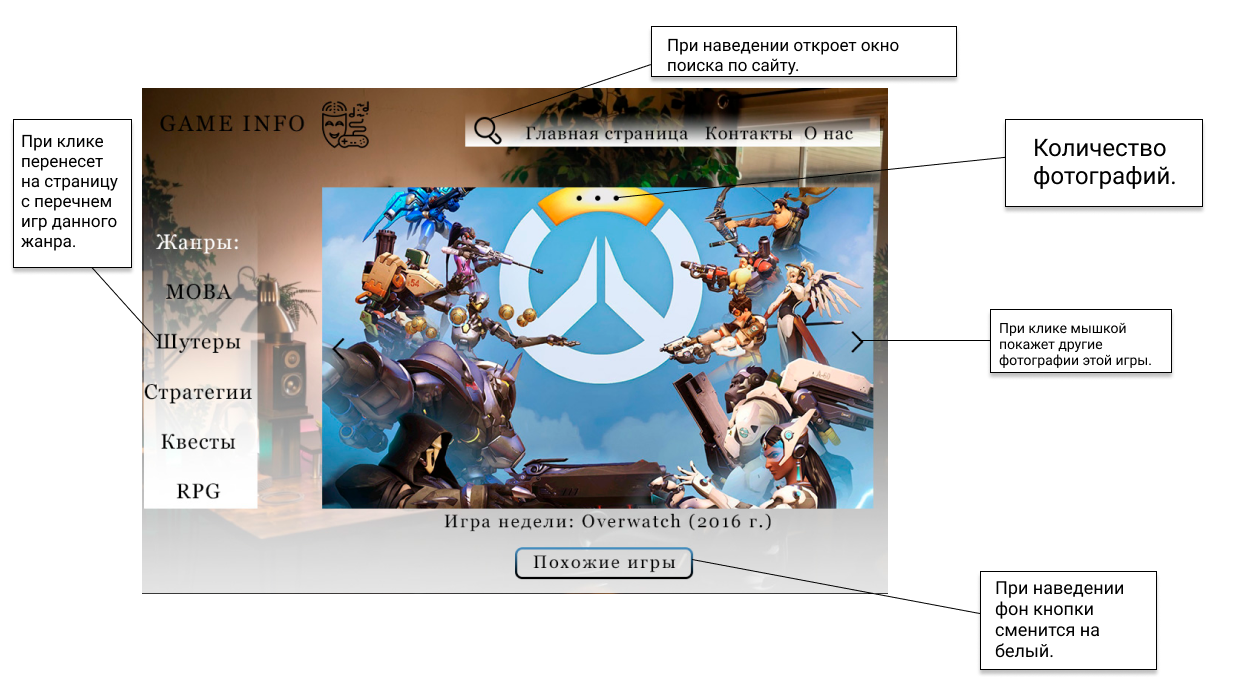 При наведении откроет окно
поиска по сайту.
GAME INFO
Главная страница Контакты О нас
При клике
перенесет
на страницу
с перечнем
игр данного
жанра.
Количество
фотографий.
Жанры:
МОВА
Шутеры
Стратегии
Квесты
RPG
При клике мышкой
покажет другие
фотографии этой игры.
Игра недели: Overwatch (2016 г.)
Похожие игры
При наведении
фон кнопки
сменится на
белый.